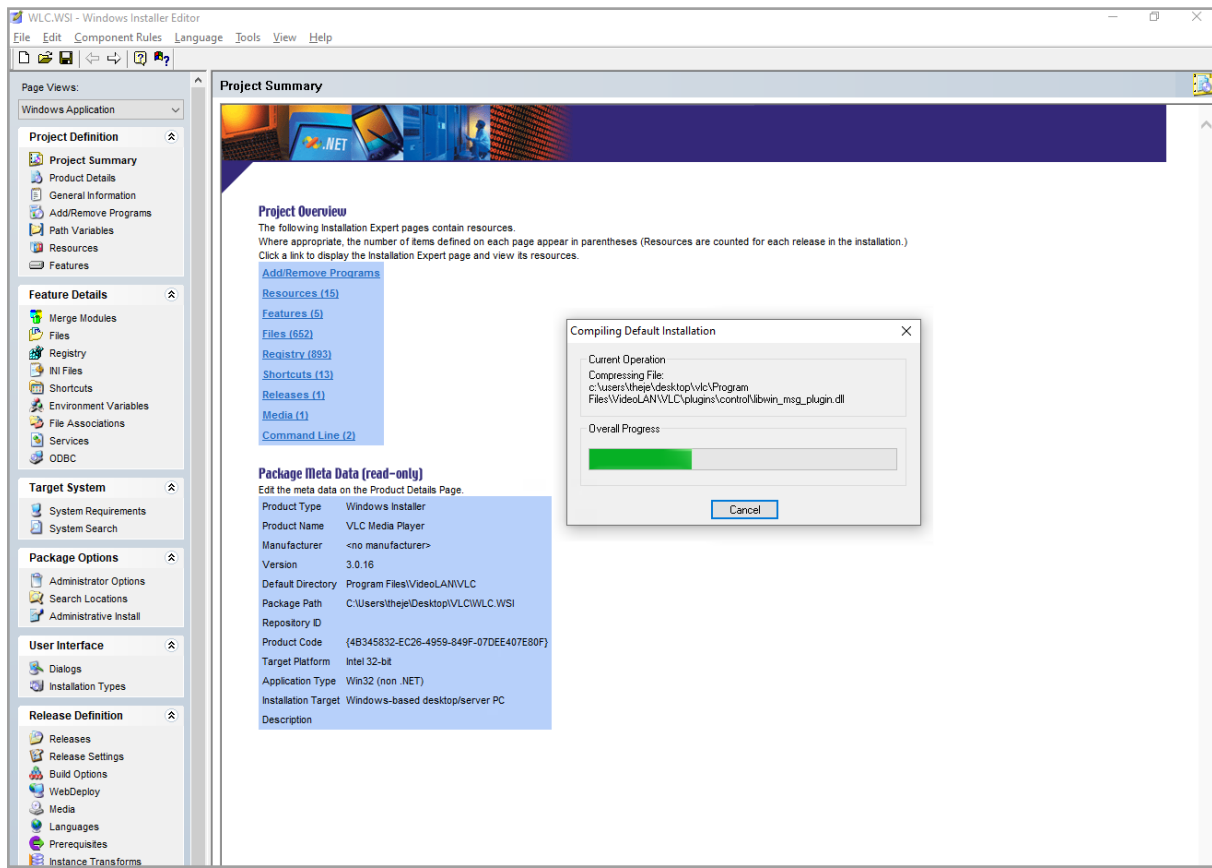 WLC.WSI - Windows Installer Editor
File Edit Component Rules Language Tools View Help
Page Views:
Windows Application
Project Definition
Project Summary
Product Details
General Information
Add/Remove Programs
Path Variables
Resources
Features
Feature Details
Merge Modules
Files
Registry
INI Files
Shortcuts
Environment Variables
File Associations
Services
ODBC
Target System
System Requirements
System Search
Package Options
Administrator Options
Search Locations
Administrative Install
User Interface
Dialogs
Installation Types
Release Definition
Releases
Release Settings
Build Options
WebDeploy
Media
Languages
Prerequisites
Instance Transforms
Project Summary
.NET
Project Overview
The following Installation Expert pages contain resources.
Where appropriate, the number of items defined on each page appear in parentheses (Resources are counted for each release in the installation.)
Click a link to display the Installation Expert page and view its resources.
Add/Remove Programs
Resources (15)
Features (5)
Files (652)
Registry (893)
Shortcuts (13)
Releases (1)
Media (1)
Command Line (2)
Package Meta Data (read-only)
Edit the meta data on the Product Details Page.
Product Type Windows Installer
Product Name VLC Media Player
Manufacturer <no manufacturer>
Version 3.0.16
Default Directory Program Files\VideoLAN\VLC
Package Path C:\Users\theje\Desktop\VLC\WLC.WSI
Repository ID
Product Code {4B345832-EC26-4959-849F-07DEE407E80F}
Target Platform Intel 32-bit
Application Type Win32 (non .NET)
Installation Target Windows-based desktop/server PC
Description
Compiling Default Installation
Current Operation
Compressing File:
c:\users\theje\desktop\vlc\Program
Files\VideoLAN\VLC\plugins\control\libwin_msg_plugin.dll
Overall Progress
Cancel